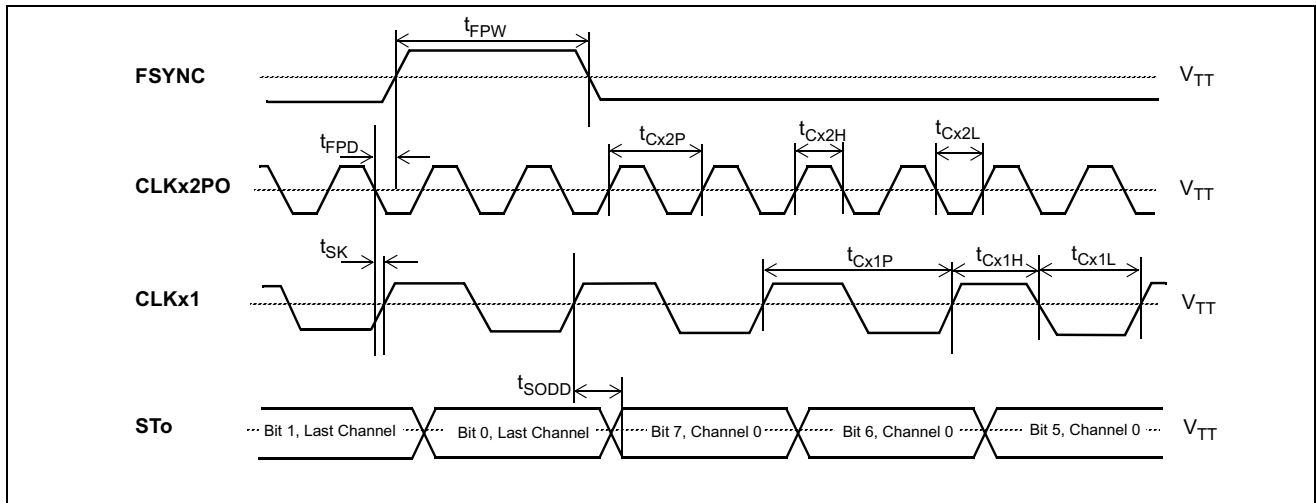 tFPW
FSYNC
VTT
tFPD
tCx2P
tCx2H
tCx2L
CLKx2PO
VTT
tSK
tCx1P
tCx1H
tCx1L
CLKx1
VTT
tSODD
STo
Bit 1, Last Channel
Bit 0, Last Channel
Bit 7, Channel 0
Bit 6, Channel 0
Bit 5, Channel 0
VTT